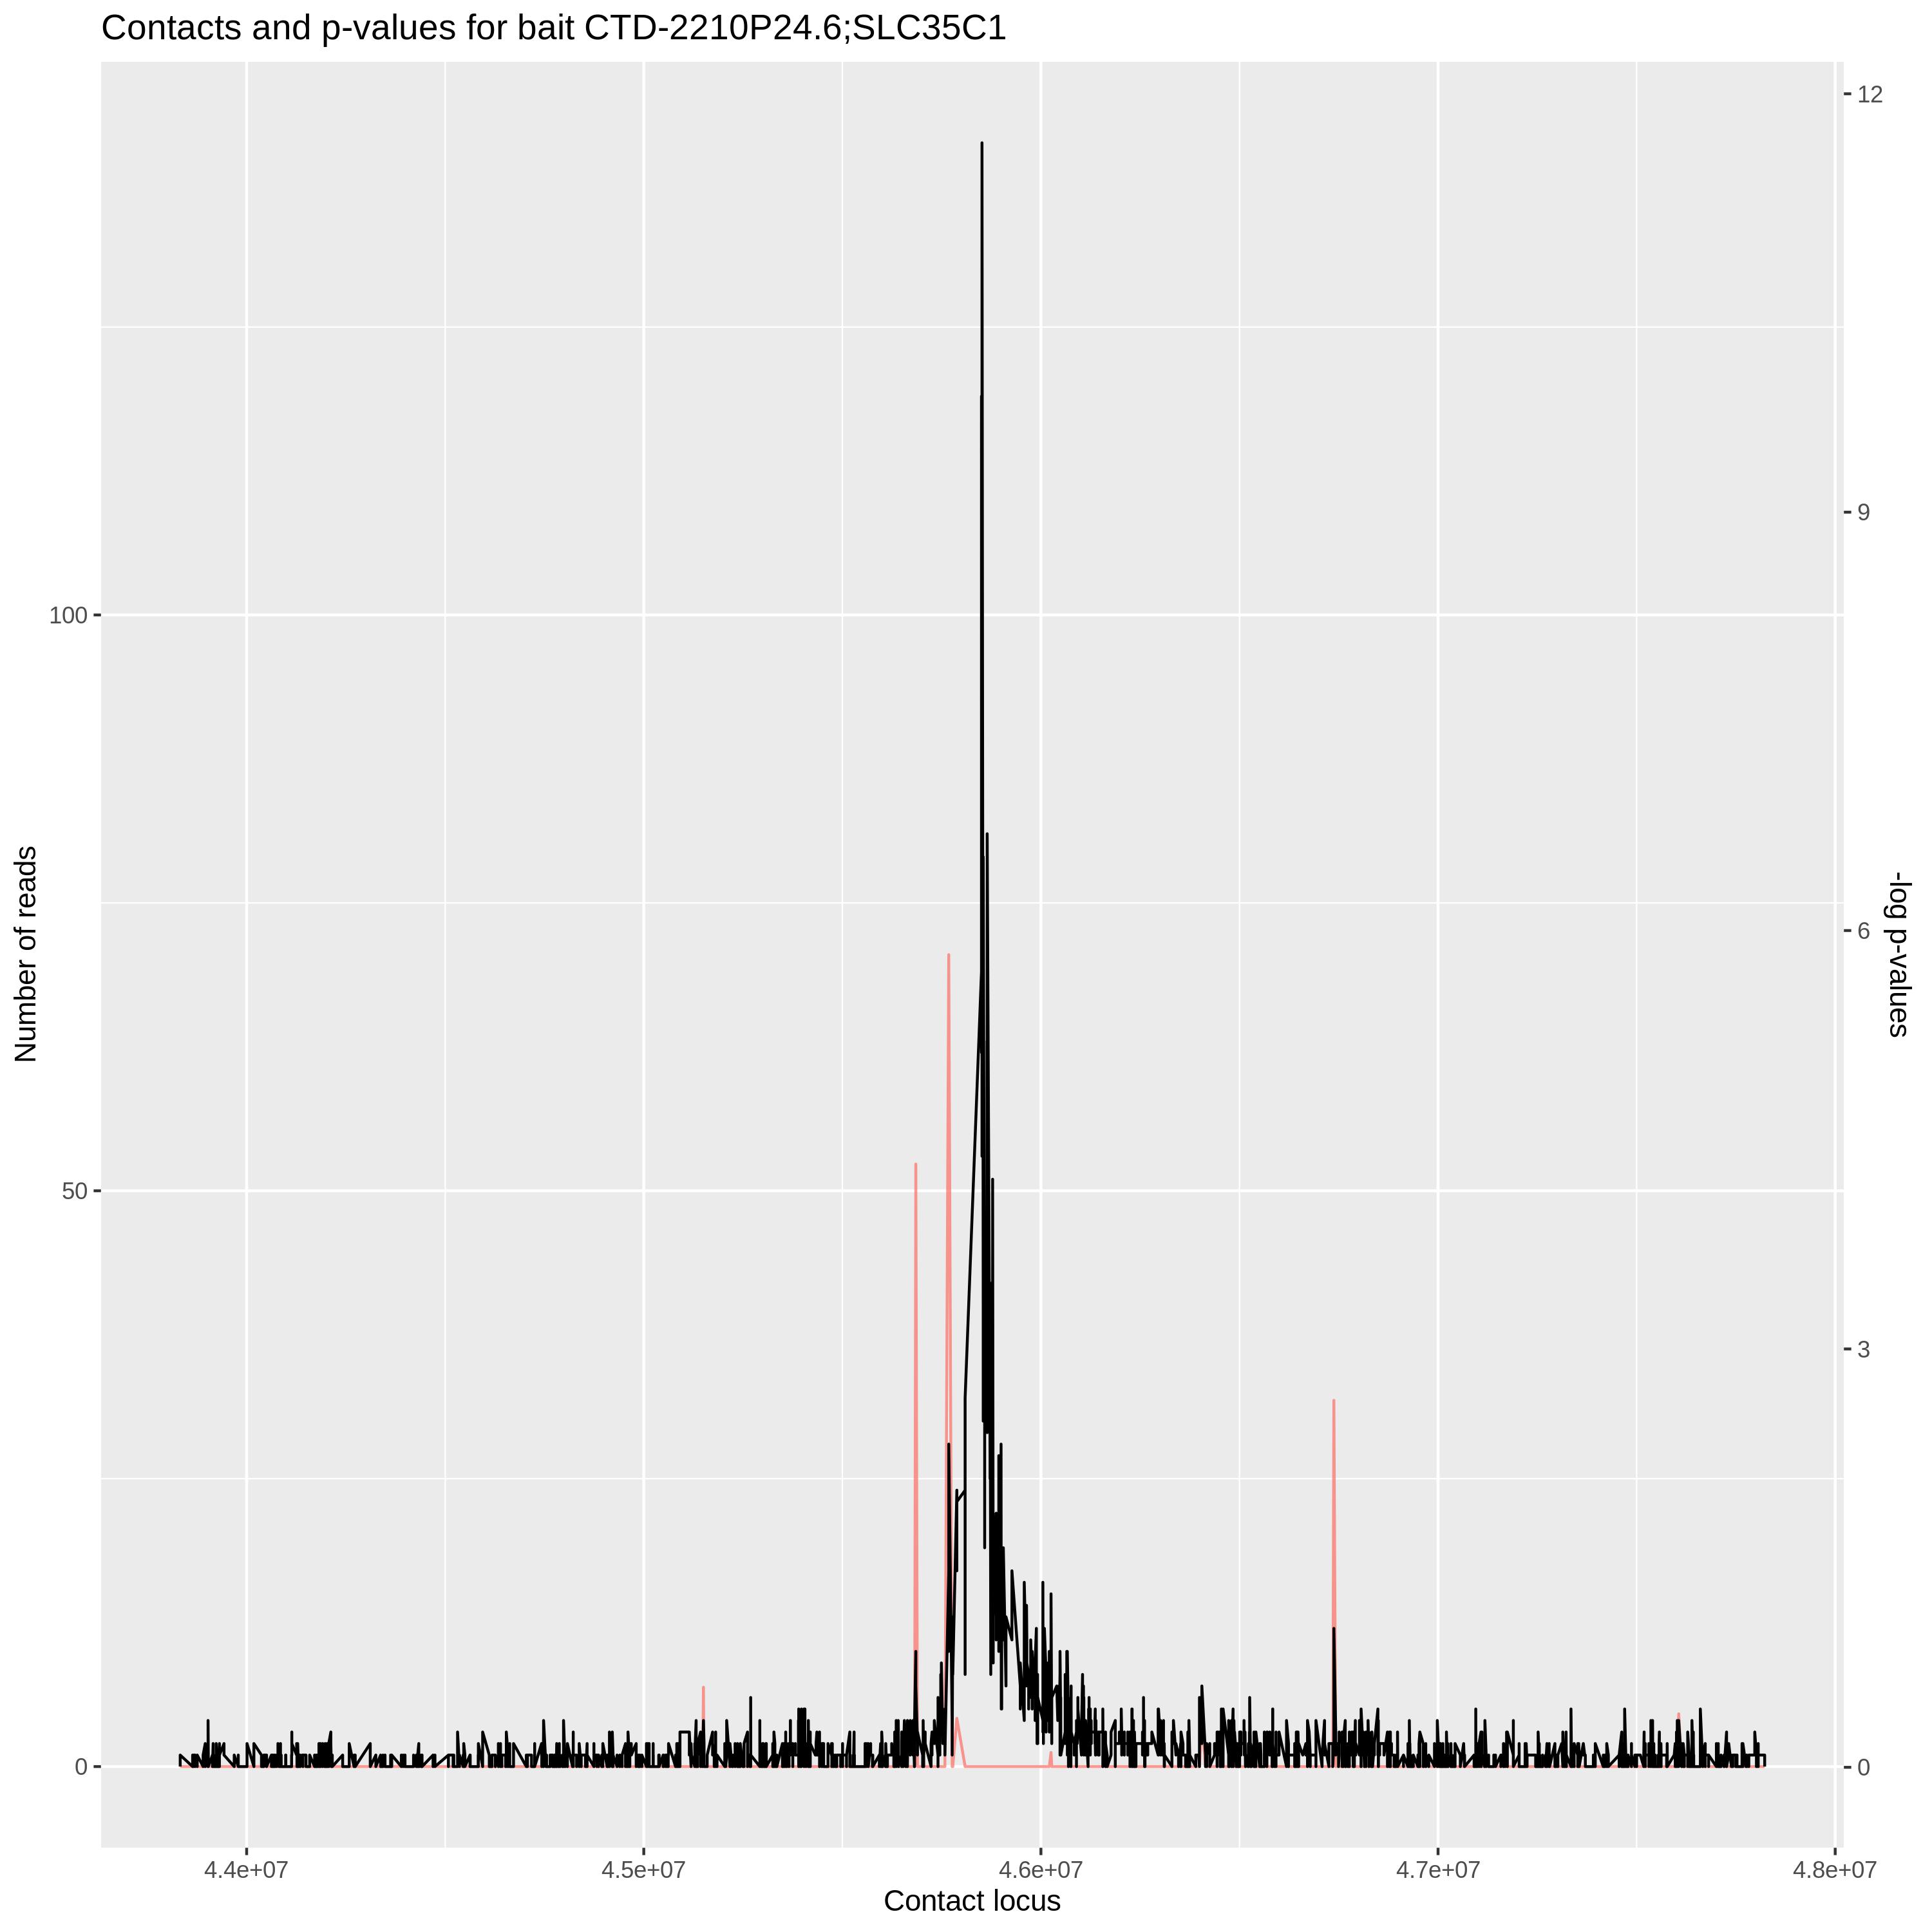 Contacts and p-values for bait CTD-2210P24.6;SLC35C1
12
9
100
Number of reads
6
-log p-values
50
3
0
0
4.4e+07
4.5e+07
4.6e+07
4.7e+07
4.8e+07
Contact locus